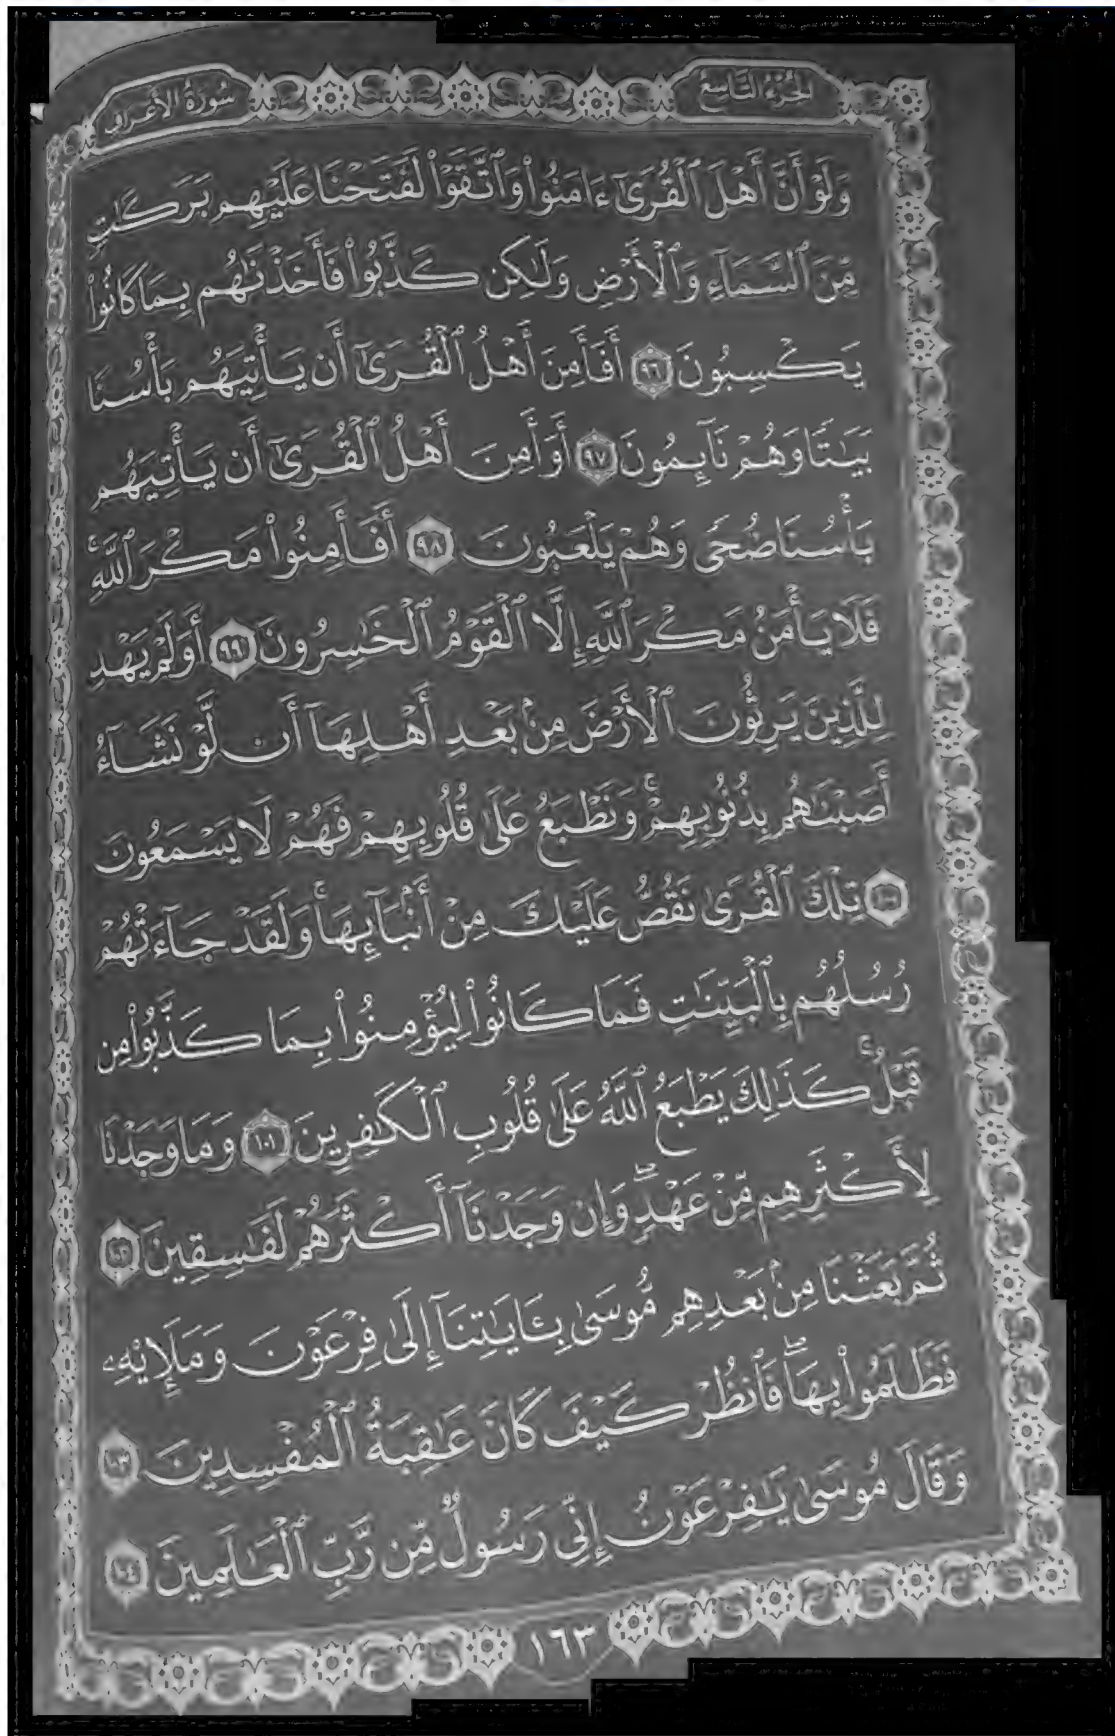 الجزء التاسع
سورة الأعراف
وَلَوْ أَنَّ أَهْلَ ٱلْقُرَىٰٓ ءَامَنُوا۟ وَٱتَّقَوْا۟ لَفَتَحْنَا عَلَيْهِم بَرَكَٰتٍ
مِّنَ ٱلسَّمَآءِ وَٱلْأَرْضِ وَلَٰكِن كَذَّبُوا۟ فَأَخَذْنَٰهُم بِمَا كَانُوا۟
يَكْسِبُونَ ٩٦ أَفَأَمِنَ أَهْلُ ٱلْقُرَىٰٓ أَن يَأْتِيَهُم بَأْسُنَا
بَيَٰتًا وَهُمْ نَآئِمُونَ ٩٧ أَوَأَمِنَ أَهْلُ ٱلْقُرَىٰٓ أَن يَأْتِيَهُم
بَأْسُنَا ضُحًى وَهُمْ يَلْعَبُونَ ٩٨ أَفَأَمِنُوا۟ مَكْرَ ٱللَّهِ ۚ
فَلَا يَأْمَنُ مَكْرَ ٱللَّهِ إِلَّا ٱلْقَوْمُ ٱلْخَٰسِرُونَ ٩٩ أَوَلَمْ يَهْدِ
لِلَّذِينَ يَرِثُونَ ٱلْأَرْضَ مِنۢ بَعْدِ أَهْلِهَآ أَن لَّوْ نَشَآءُ
أَصَبْنَٰهُم بِذُنُوبِهِمْ ۚ وَنَطْبَعُ عَلَىٰ قُلُوبِهِمْ فَهُمْ لَا يَسْمَعُونَ
١٠٠ تِلْكَ ٱلْقُرَىٰ نَقُصُّ عَلَيْكَ مِنْ أَنۢبَآئِهَا ۚ وَلَقَدْ جَآءَتْهُمْ
رُسُلُهُم بِٱلْبَيِّنَٰتِ فَمَا كَانُوا۟ لِيُؤْمِنُوا۟ بِمَا كَذَّبُوا۟ مِن
قَبْلُ ۚ كَذَٰلِكَ يَطْبَعُ ٱللَّهُ عَلَىٰ قُلُوبِ ٱلْكَٰفِرِينَ ١٠١ وَمَا وَجَدْنَا
لِأَكْثَرِهِم مِّنْ عَهْدٍ ۖ وَإِن وَجَدْنَآ أَكْثَرَهُمْ لَفَٰسِقِينَ ١٠٢
ثُمَّ بَعَثْنَا مِنۢ بَعْدِهِم مُّوسَىٰ بِـَٔايَٰتِنَآ إِلَىٰ فِرْعَوْنَ وَمَلَإِيْهِۦ
فَظَلَمُوا۟ بِهَا ۖ فَٱنظُرْ كَيْفَ كَانَ عَٰقِبَةُ ٱلْمُفْسِدِينَ ١٠٣
وَقَالَ مُوسَىٰ يَٰفِرْعَوْنُ إِنِّى رَسُولٌ مِّن رَّبِّ ٱلْعَٰلَمِينَ ١٠٤
١٦٣